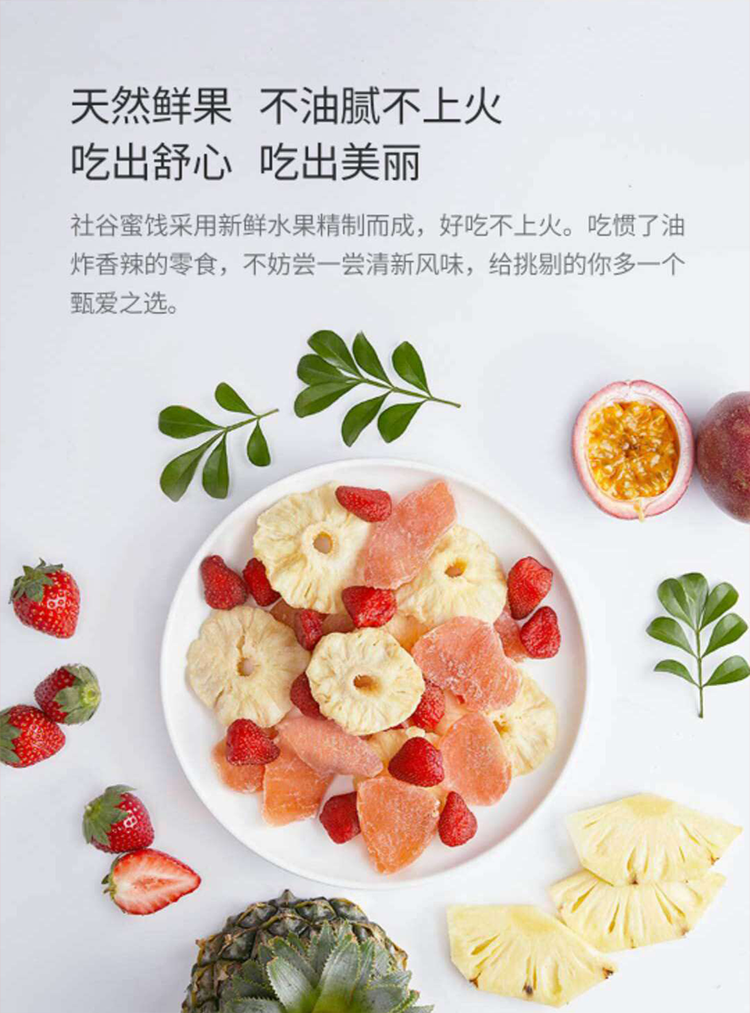 天然鲜果 不油腻不上火
吃出舒心 吃出美丽
社谷蜜饯采用新鲜水果精制而成，好吃不上火。吃惯了油
炸香辣的零食，不妨尝一尝清新风味，给挑剔的你多一个
甄爱之选。